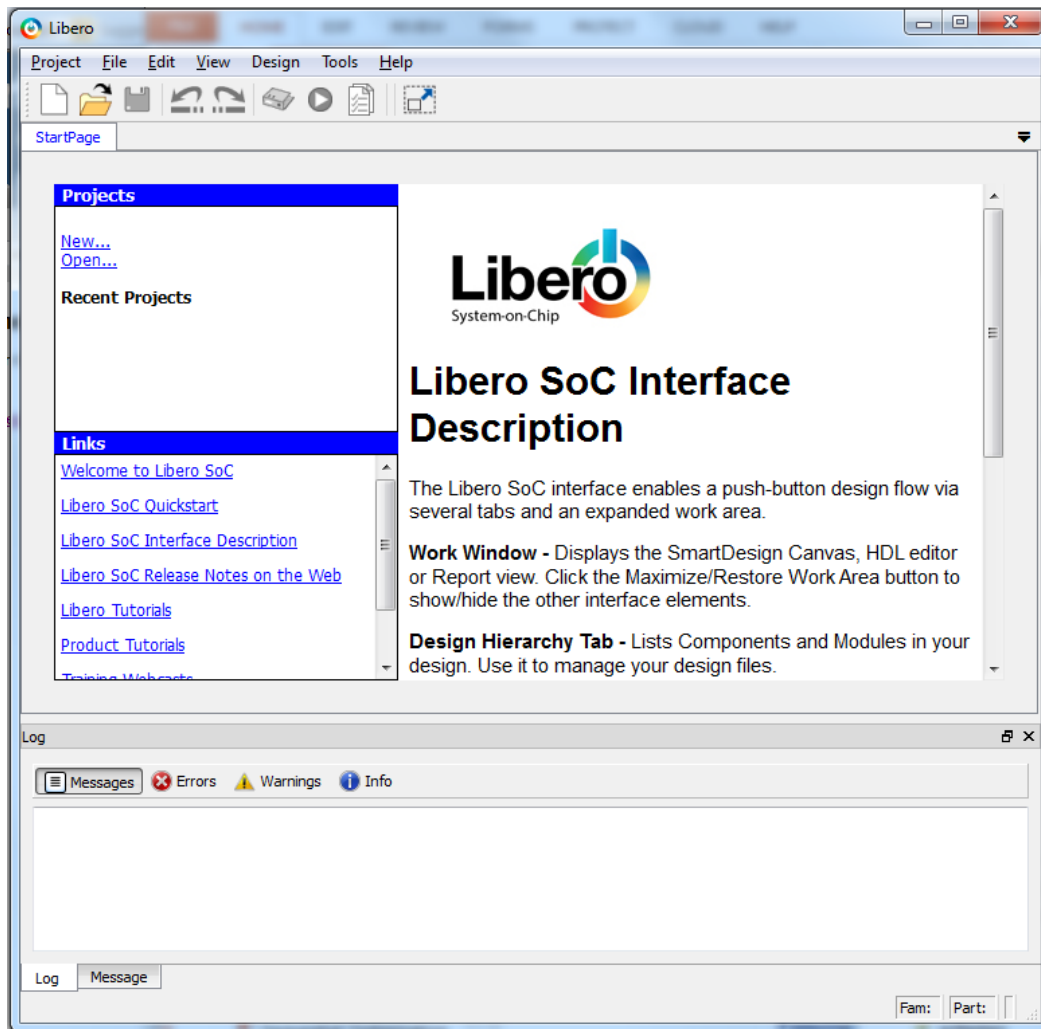 Libero
Project File Edit View Design Tools Help
StartPage
Projects
New...
Open...
Recent Projects
Links
Welcome to Libero SoC
Libero SoC Quickstart
Libero SoC Interface Description
Libero SoC Release Notes on the Web
Libero Tutorials
Product Tutorials
Training Webcasts
Libero
System-on-Chip
Libero SoC Interface
Description
The Libero SoC interface enables a push-button design flow via
several tabs and an expanded work area.
Work Window - Displays the SmartDesign Canvas, HDL editor
or Report view. Click the Maximize/Restore Work Area button to
show/hide the other interface elements.
Design Hierarchy Tab - Lists Components and Modules in your
design. Use it to manage your design files.
Log
Messages Errors Warnings Info
Log Message
Fam: Part: